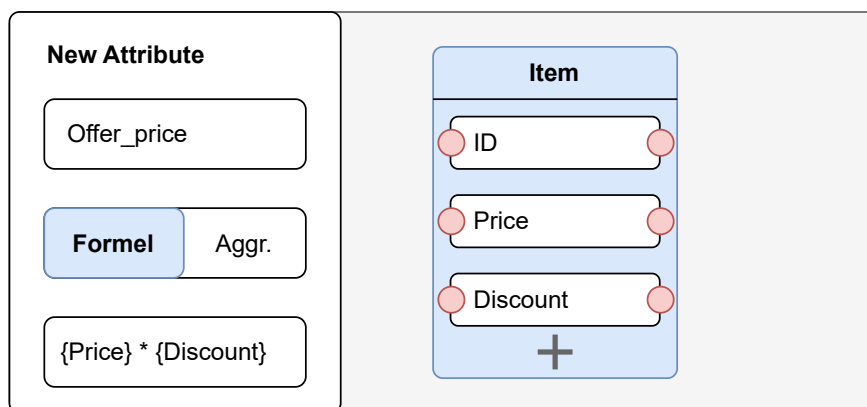 New Attribute
Offer_price
Formel
Aggr.
{Price} * {Discount}
Item
ID
Price
Discount